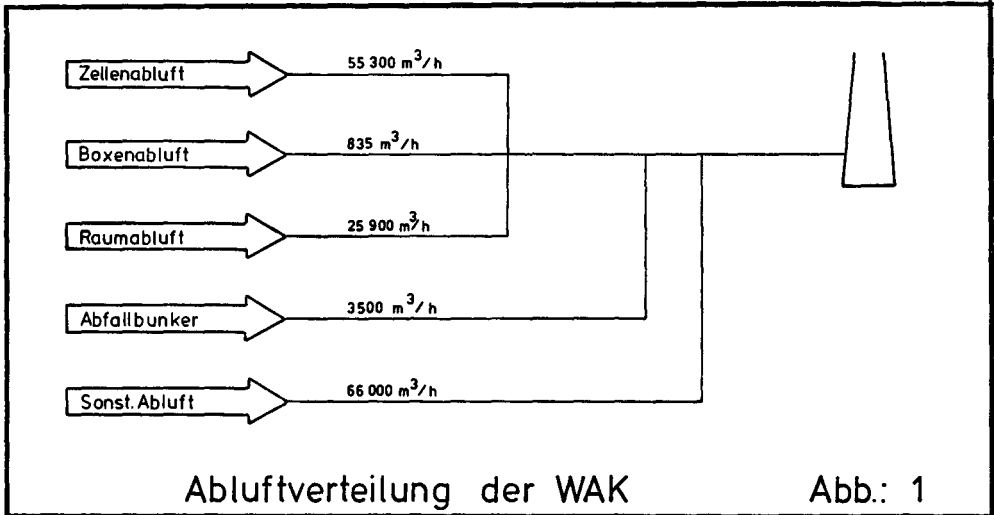 Zellenabluft 55 300 m³/h
Boxenabluft 835 m³/h
Raumabluft 25 900 m³/h
Abfallbunker 3500 m³/h
Sonst. Abluft 66 000 m³/h
Abluftverteilung der WAK Abb.: 1